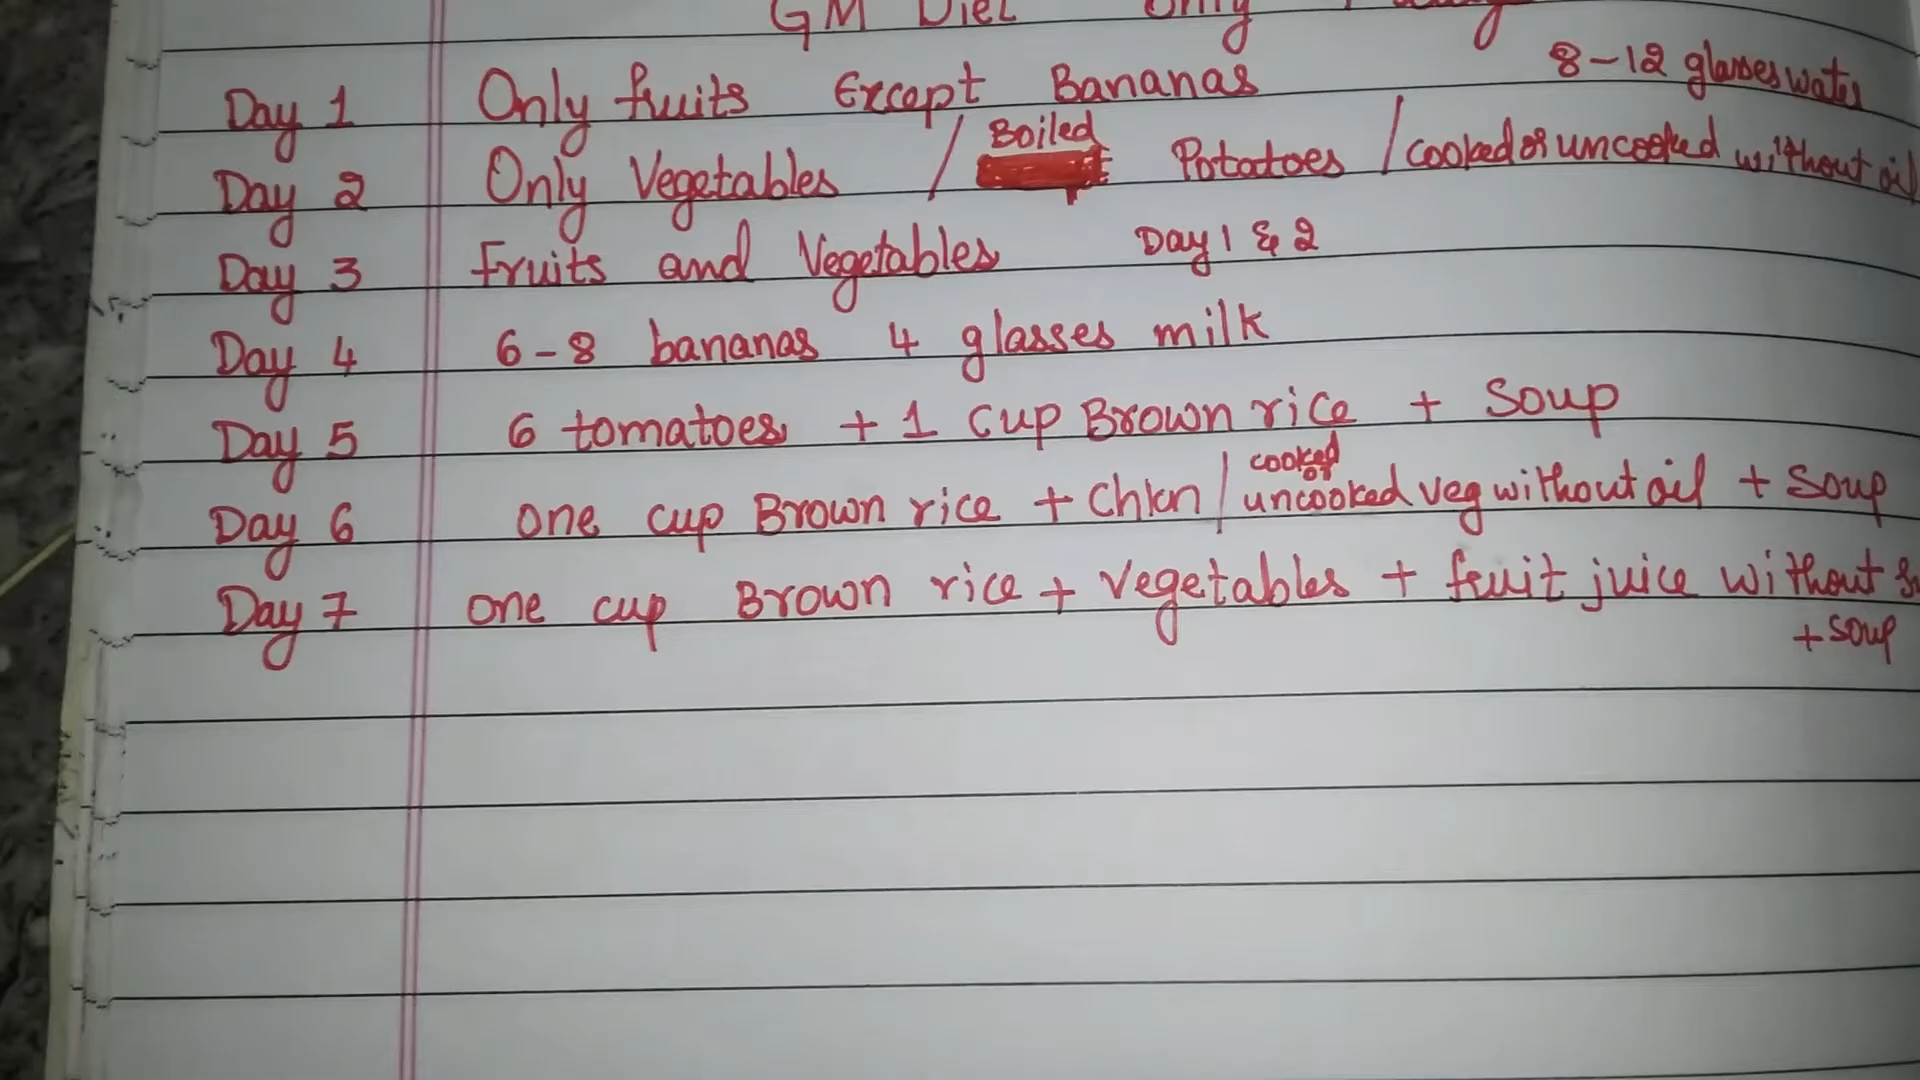 GM Diet Only
Day 1 Only fruits Except Bananas 8-12 glasses water
Day 2 Only Vegetables / Boiled Potatoes / cooked or uncooked without oil
Day 3 Fruits and Vegetables Day 1 & 2
Day 4 6-8 bananas 4 glasses milk
Day 5 6 tomatoes + 1 cup Brown rice + Soup
Day 6 one cup Brown rice + Chkn / cooked or uncooked veg without oil + Soup
Day 7 one cup Brown rice + Vegetables + fruit juice without
+ soup